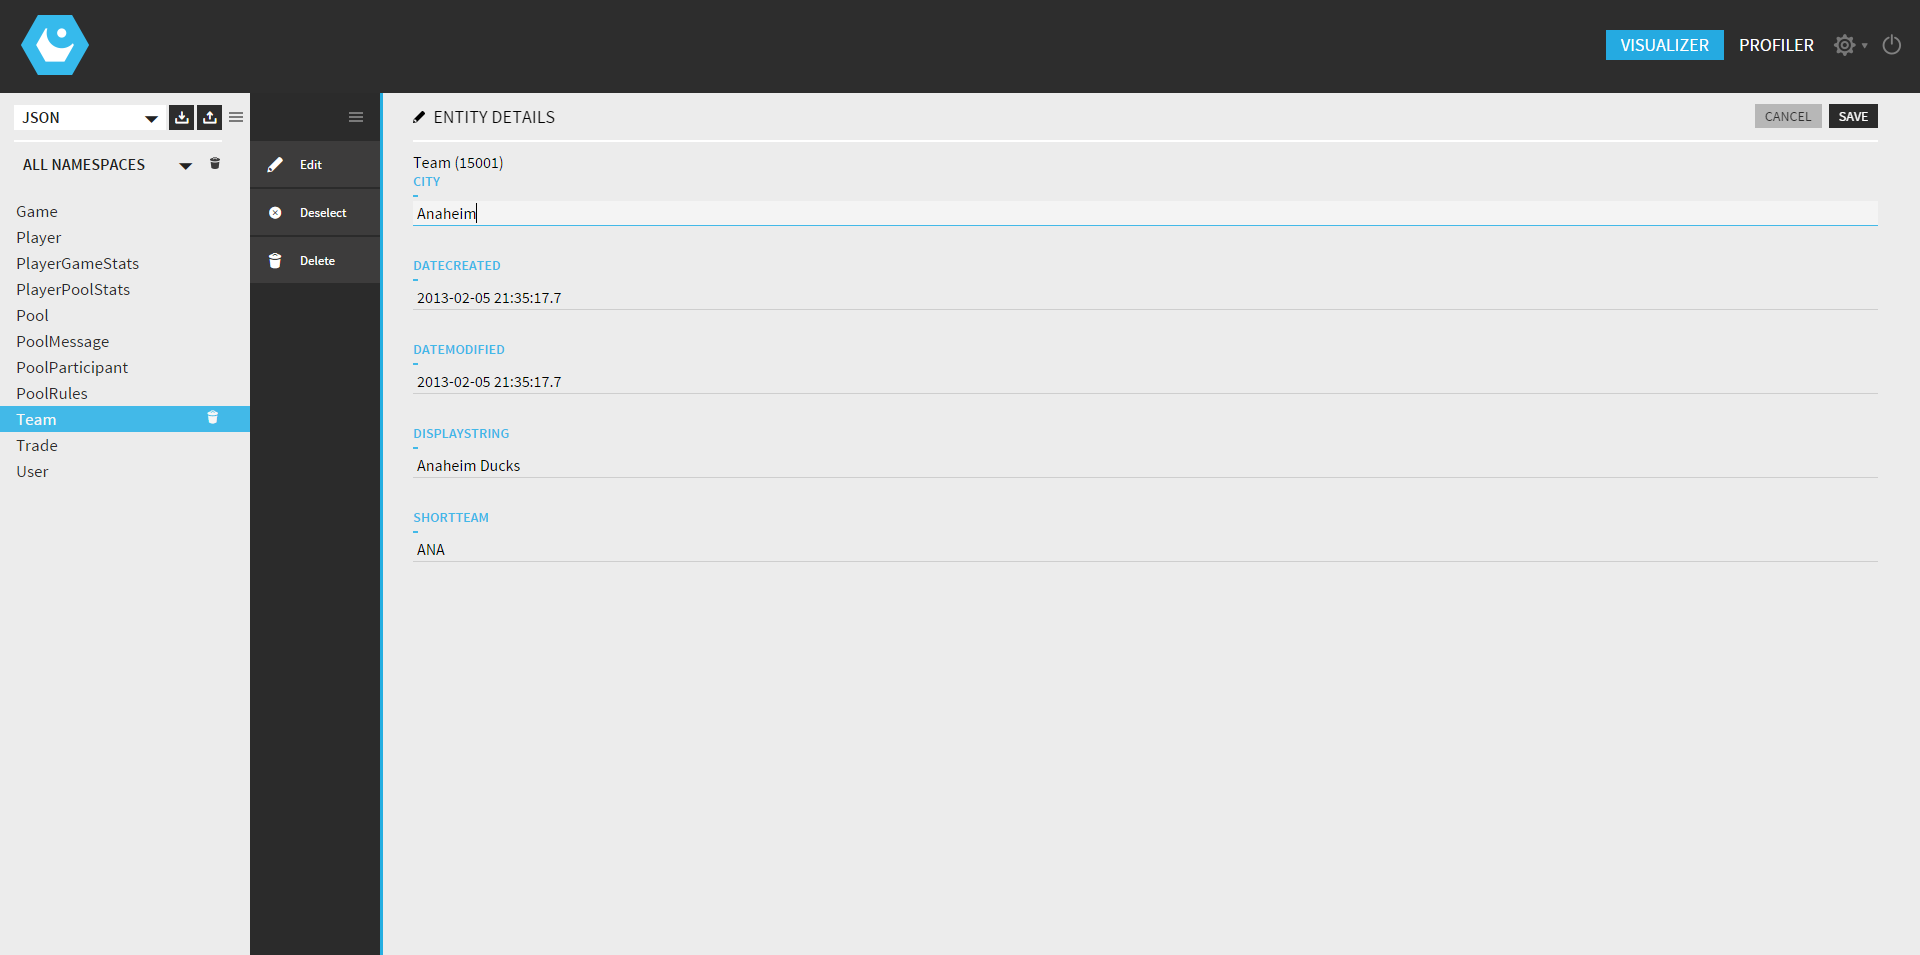 VISUALIZER PROFILER
JSON
ALL NAMESPACES
Game
Player
PlayerGameStats
PlayerPoolStats
Pool
PoolMessage
PoolParticipant
PoolRules
Team
Trade
User
Edit
Deselect
Delete
ENTITY DETAILS
CANCEL SAVE
Team (15001)
CITY
Anaheim
DATECREATED
2013-02-05 21:35:17.7
DATEMODIFIED
2013-02-05 21:35:17.7
DISPLAYSTRING
Anaheim Ducks
SHORTTEAM
ANA